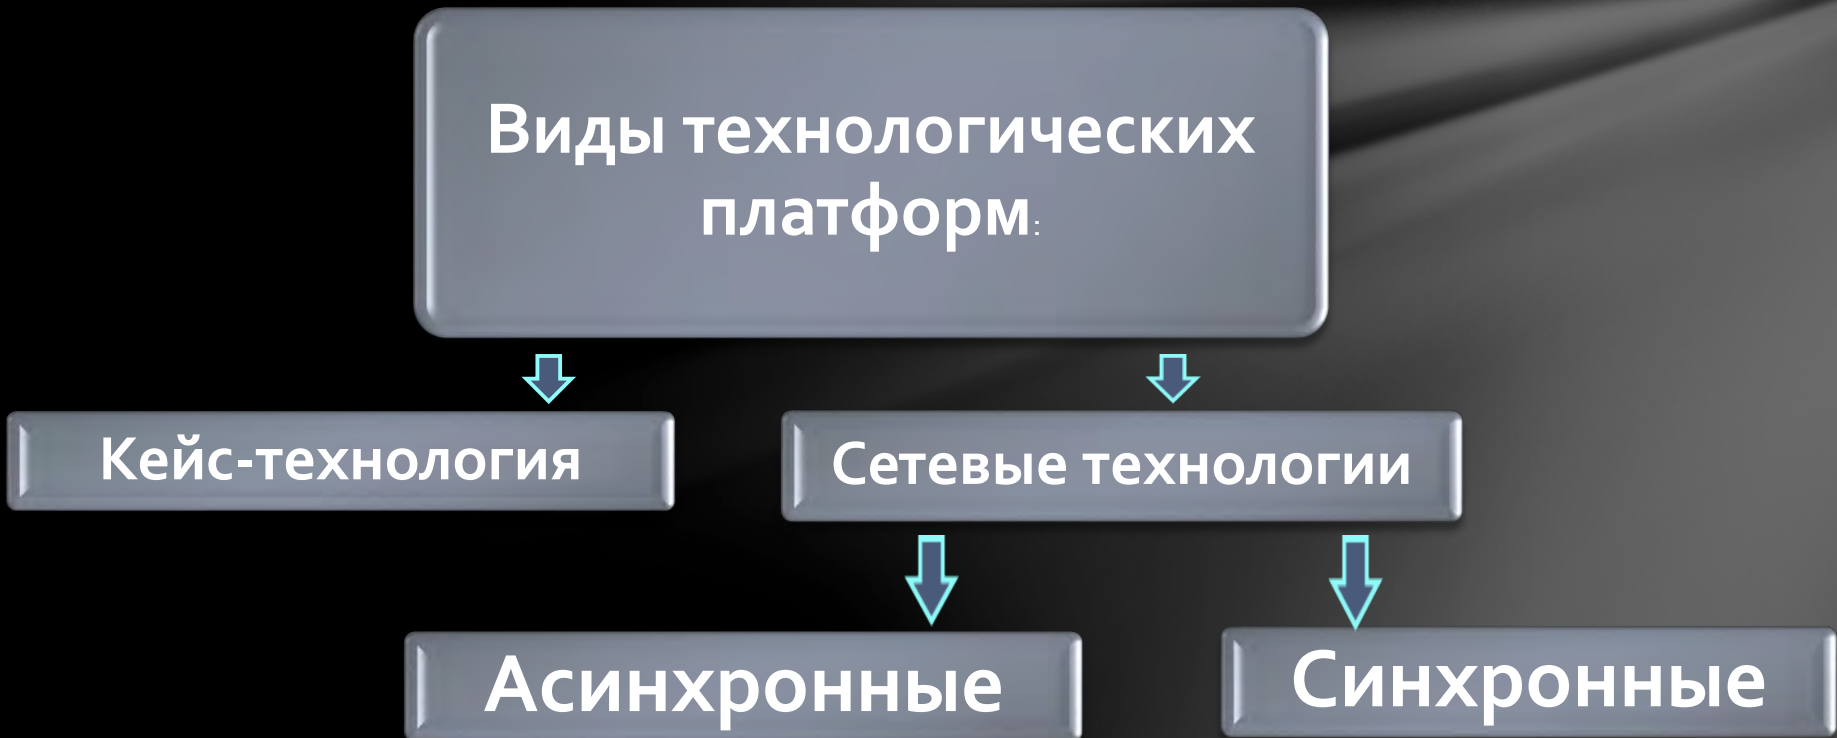 Виды технологических
платформ:
Кейс-технология
Сетевые технологии
Асинхронные
Синхронные